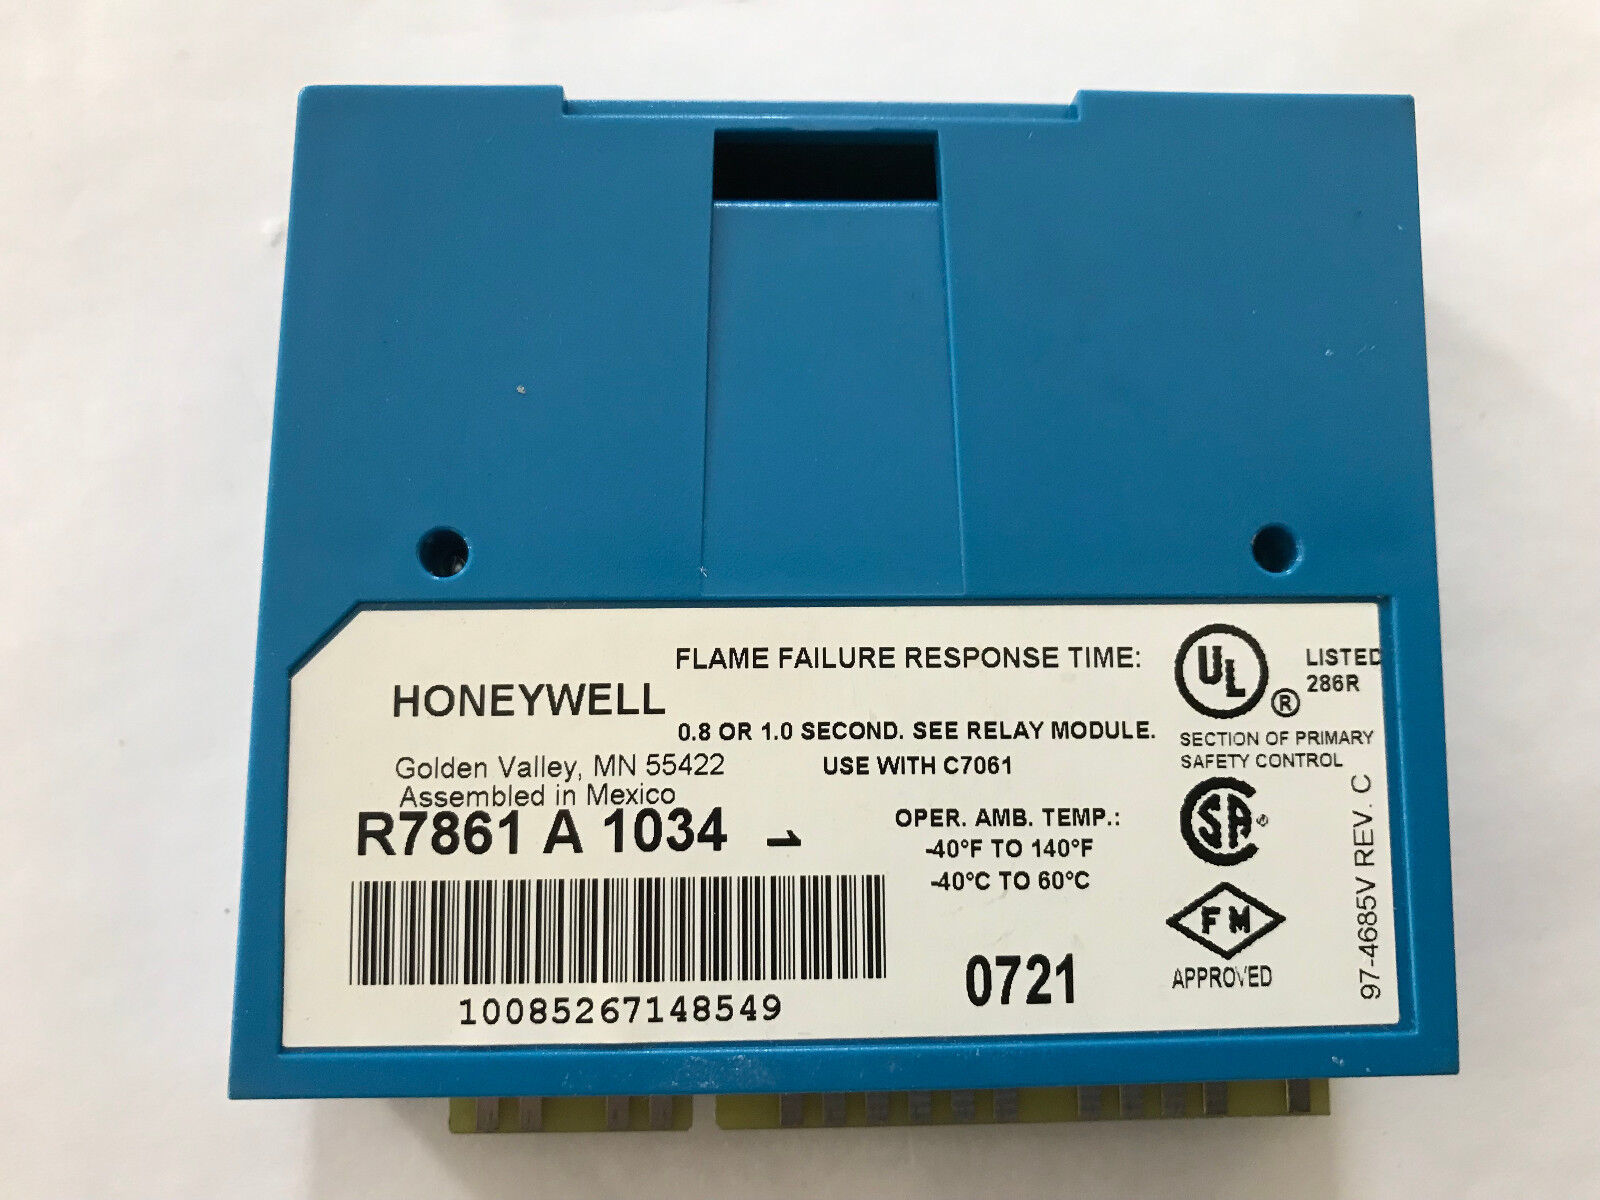 FLAME FAILURE RESPONSE TIME:
HONEYWELL
0.8 OR 1.0 SECOND. SEE RELAY MODULE.
Golden Valley, MN 55422
USE WITH C7061
Assembled in Mexico
R7861 A 1034 1
OPER. AMB. TEMP.:
-40°F TO 140°F
-40°C TO 60°C
10085267148549
0721
UL ®
LISTED
286R
SECTION OF PRIMARY
SAFETY CONTROL
SA ®
FM
APPROVED
97-4685V REV. C